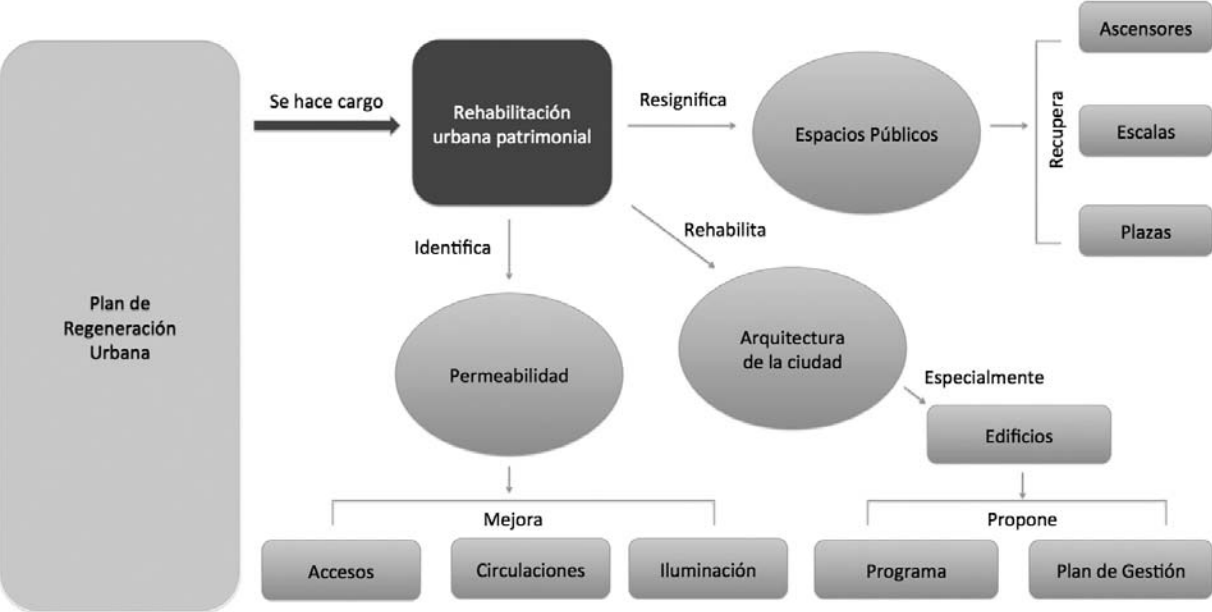 Plan de
Regeneración
Urbana
Se hace cargo
Rehabilitación
urbana patrimonial
Resignifica
Espacios Públicos
Recupera
Ascensores
Escalas
Plazas
Identifica
Rehabilita
Permeabilidad
Arquitectura
de la ciudad
Especialmente
Edificios
Mejora
Accesos
Circulaciones
Iluminación
Propone
Programa
Plan de Gestión